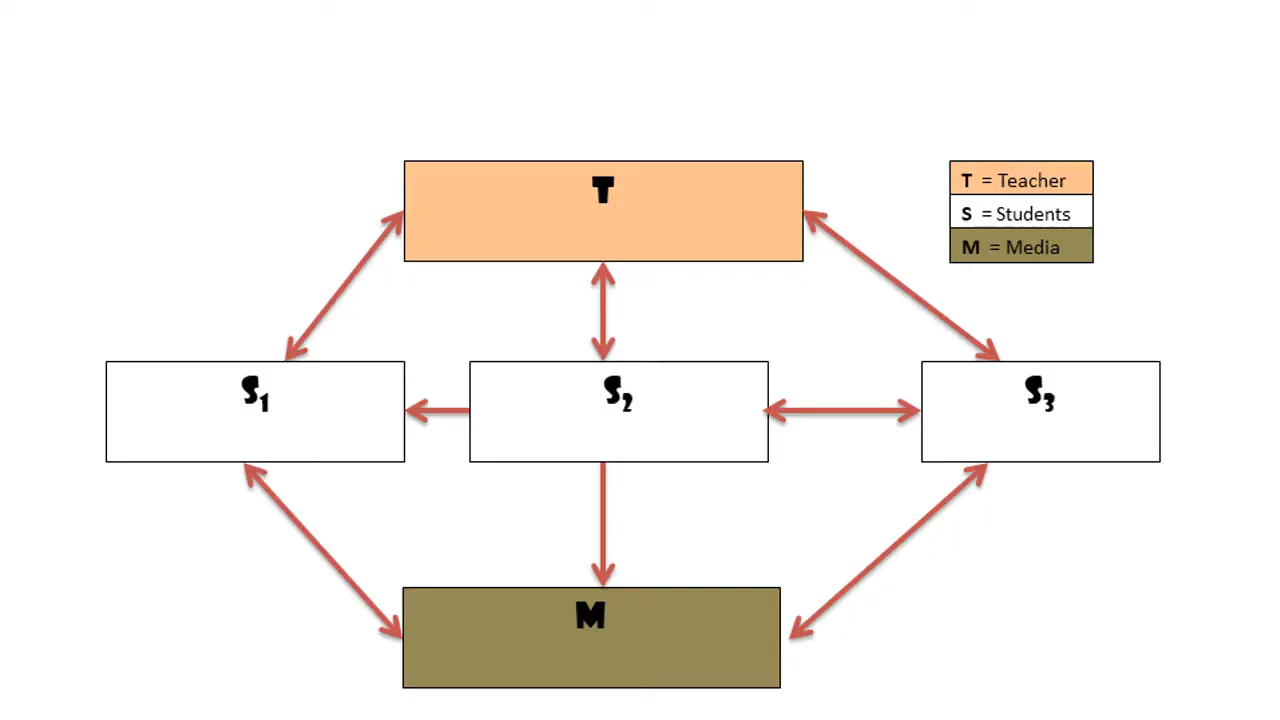 T
T = Teacher
S = Students
M = Media
S₁
S₂
S₃
M